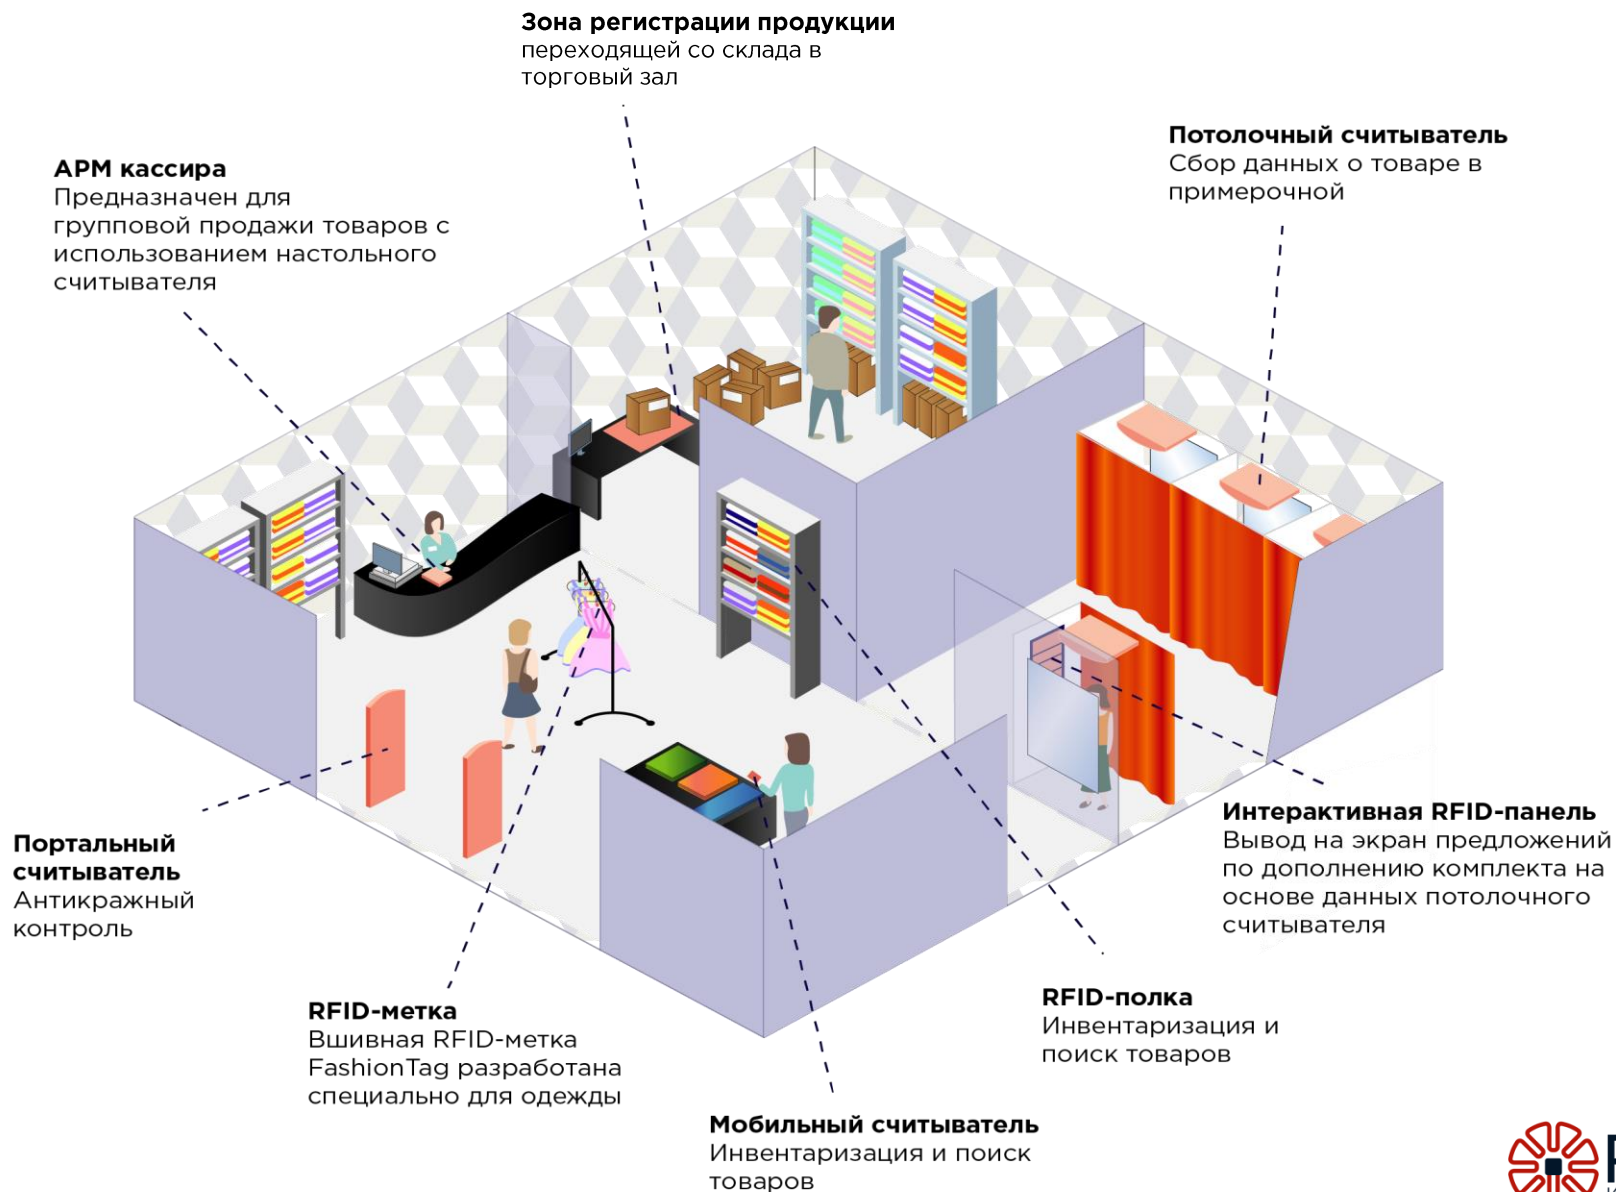 Зона регистрации продукции
переходящей со склада в
торговый зал
Потолочный считыватель
Сбор данных о товаре в
примерочной
АРМ кассира
Предназначен для
групповой продажи товаров с
использованием настольного
считывателя
Портальный
считыватель
Антикражный
контроль
Интерактивная RFID-панель
Вывод на экран предложений
по дополнению комплекта на
основе данных потолочного
считывателя
RFID-метка
Вшивная RFID-метка
FashionTag разработана
специально для одежды
RFID-полка
Инвентаризация и
поиск товаров
Мобильный считыватель
Инвентаризация и поиск
товаров